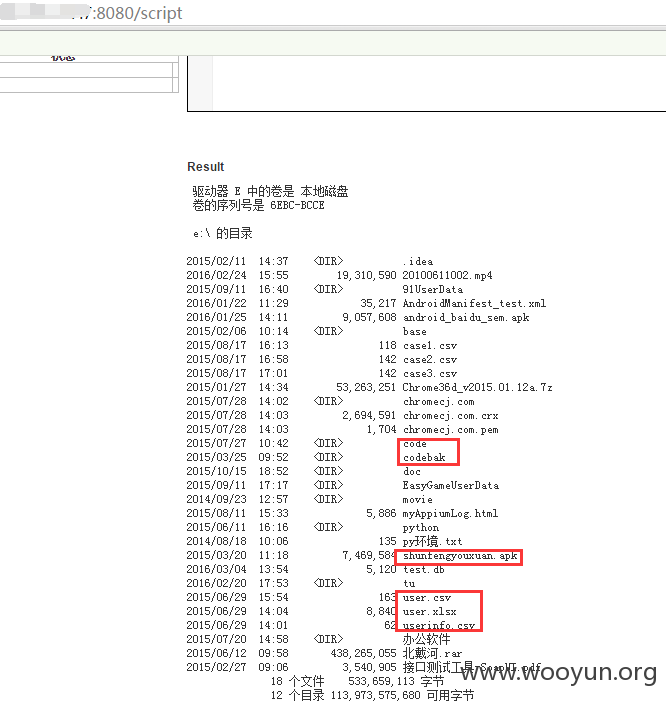 :8080/script
状态
Result
驱动器 E 中的卷是 本地磁盘
卷的序列号是 6EBC-BCCE
e:\ 的目录
2015/02/11 14:37 <DIR> .idea
2016/02/24 15:55 19,310,590 20100611002.mp4
2015/09/11 16:40 <DIR> 91UserData
2016/01/22 11:29 35,217 AndroidManifest_test.xml
2016/01/25 14:11 9,057,608 android_baidu_sem.apk
2015/02/06 10:14 <DIR> base
2015/08/17 16:13 118 case1.csv
2015/08/17 16:58 142 case2.csv
2015/08/17 17:01 142 case3.csv
2015/01/27 14:34 53,263,251 Chrome36d_v2015.01.12a.7z
2015/07/28 14:02 <DIR> chromecj.com
2015/07/28 14:03 2,694,591 chromecj.com.crx
2015/07/28 14:03 1,704 chromecj.com.pem
2015/07/27 10:42 <DIR> code
2015/03/25 09:52 <DIR> codebak
2015/10/15 18:52 <DIR> doc
2015/09/11 17:17 <DIR> EasyGameUserData
2014/09/23 12:57 <DIR> movie
2015/08/11 15:33 5,886 myAppiumLog.html
2015/06/11 16:16 <DIR> python
2014/08/18 10:06 135 py环境.txt
2015/03/20 11:18 7,469,584 shunfengyouxuan.apk
2016/03/04 13:54 5,120 test.db
2016/02/20 17:53 <DIR> tu
2015/06/29 15:54 163 user.csv
2015/06/29 14:04 8,840 user.xlsx
2015/06/29 14:01 62 userinfo.csv
2015/07/20 14:58 <DIR> 办公软件
2015/06/12 09:58 438,265,055 北戴河.rar
2015/02/27 09:06 3,540,905 接口测试工具-SoapUI.pdf
18 个文件 533,659,113 字节
12 个目录 113,973,575,680 可用字节
www.wooyun.org